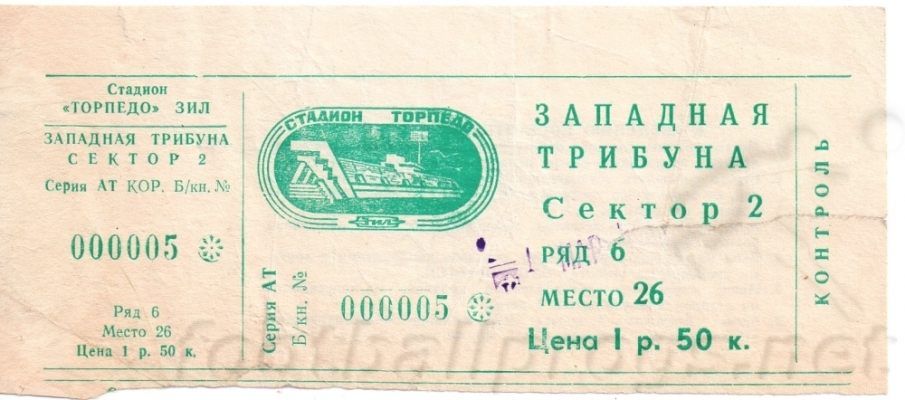 Стадион
«ТОРПЕДО» ЗИЛ
ЗАПАДНАЯ ТРИБУНА
СЕКТОР 2
Серия АТ КОР. Б/кн. №
000005
Ряд 6
Место 26
Цена 1 р. 50 к.
СТАДИОН ТОРПЕДО
ЗИЛ
Серия АТ
Б/кн. №
000005
ЗАПАДНАЯ
ТРИБУНА
Сектор 2
РЯД 6
МЕСТО 26
Цена 1 р. 50 к.
КОНТРОЛЬ
footballprogram.net